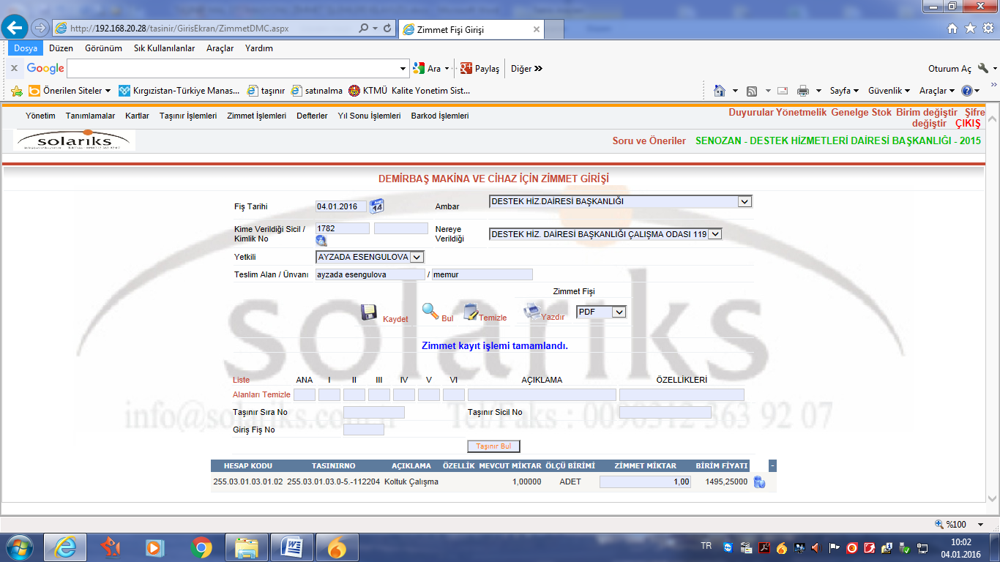 http://192.168.20.28/tasinir/GirisEkran/ZimmetDMC.aspx
Zimmet Fişi Girişi
Dosya Düzen Görünüm Sık Kullanılanlar Araçlar Yardım
x Google Ara Paylaş Diğer » Oturum Aç
Önerilen Siteler Kırgızistan-Türkiye Manas... taşınır satınalma KTMÜ Kalite Yonetim Sist... Sayfa Güvenlik Araçlar
Yönetim Tanımlamalar Kartlar Taşınır İşlemleri Zimmet İşlemleri Defterler Yıl Sonu İşlemleri Barkod İşlemleri
Duyurular Yönetmelik Genelge Stok Birim değiştir Şifre
değiştir ÇIKIŞ
solarıks
Soru ve Öneriler SENOZAN - DESTEK HİZMETLERİ DAİRESİ BAŞKANLIĞI - 2015
DEMİRBAŞ MAKİNA VE CİHAZ İÇİN ZİMMET GİRİŞİ
Fiş Tarihi 04.01.2016 14 Ambar DESTEK HİZ.DAİRESİ BAŞKANLIĞI
Kime Verildiği Sicil / 1782 Nereye
Kimlik No Verildiği DESTEK HİZ. DAİRESİ BAŞKANLIĞI ÇALIŞMA ODASI 119
Yetkili AYZADA ESENGULOVA
Teslim Alan / Ünvanı ayzada esengulova / memur
Zimmet Fişi
Kaydet Bul Temizle Yazdır PDF
solarıks
Zimmet kayıt işlemi tamamlandı.
Liste ANA I II III IV V VI AÇIKLAMA ÖZELLİKLERİ
Alanları Temizle
Taşınır Sıra No Taşınır Sicil No
info@solariks.com.tr Tel/Faks : 0090312 363 92 07
Giriş Fiş No
Taşınır Bul
HESAP KODU TASINIRNO AÇIKLAMA ÖZELLİK MEVCUT MİKTAR ÖLÇÜ BİRİMİ ZİMMET MİKTAR BİRİM FİYATI -
255.03.01.03.01.02 255.03.01.03.0-5.-112204 Koltuk Çalışma 1,00000 ADET 1,00 1495,25000
%100
TR 10:02
04.01.2016